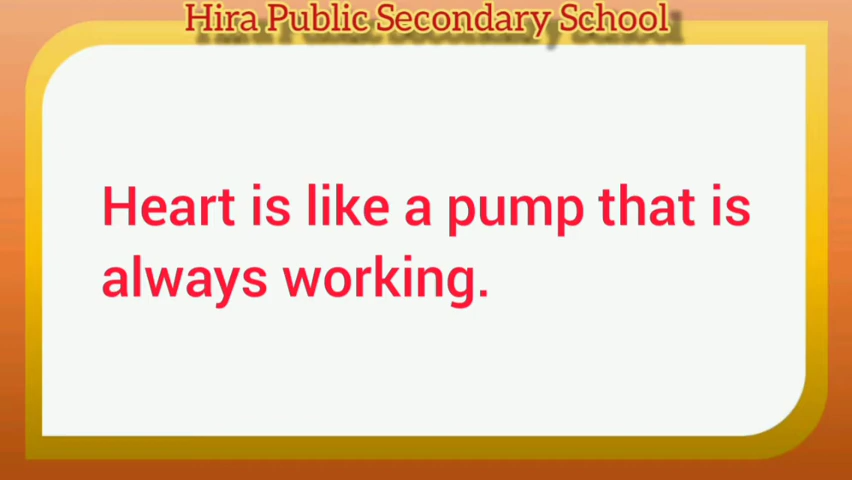 Hira Public Secondary School
Heart is like a pump that is
always working.